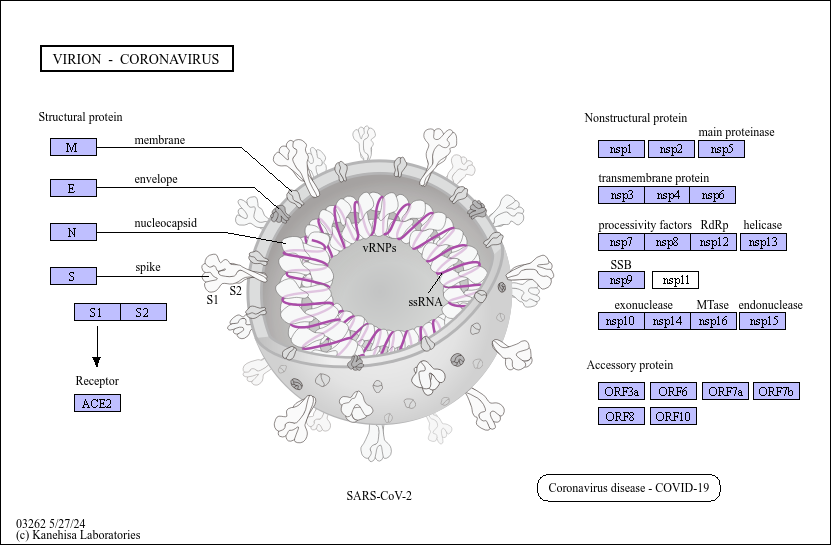 VIRION - CORONAVIRUS
Structural protein
M
membrane
E
envelope
N
nucleocapsid
S
spike
S1
S2
S1 S2
Receptor
ACE2
vRNPs
ssRNA
SARS-CoV-2
Nonstructural protein
main proteinase
nsp1 nsp2 nsp5
transmembrane protein
nsp3 nsp4 nsp6
processivity factors RdRp helicase
nsp7 nsp8 nsp12 nsp13
SSB
nsp9 nsp11
exonuclease MTase endonuclease
nsp10 nsp14 nsp16 nsp15
Accessory protein
ORF3a ORF6 ORF7a ORF7b
ORF8 ORF10
Coronavirus disease - COVID-19
03262 5/27/24
(c) Kanehisa Laboratories